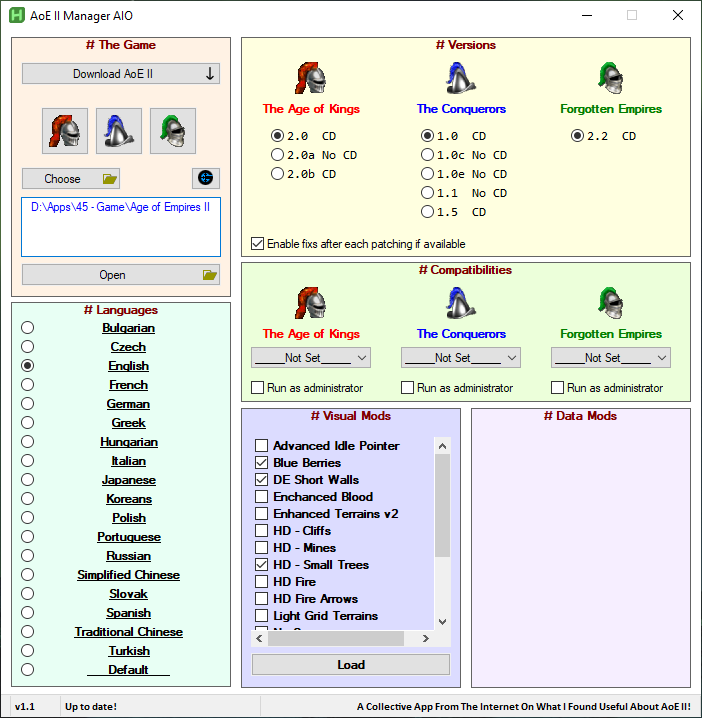 AoE II Manager AIO
# The Game
Download AoE II
Choose
D:\Apps\45 - Game\Age of Empires II
Open
# Languages
Bulgarian
Czech
English
French
German
Greek
Hungarian
Italian
Japanese
Koreans
Polish
Portuguese
Russian
Simplified Chinese
Slovak
Spanish
Traditional Chinese
Turkish
Default
# Versions
The Age of Kings
The Conquerors
Forgotten Empires
2.0 CD
2.0a No CD
2.0b CD
1.0 CD
1.0c No CD
1.0e No CD
1.1 No CD
1.5 CD
2.2 CD
Enable fixs after each patching if available
# Compatibilities
The Age of Kings
The Conquerors
Forgotten Empires
____Not Set_____
____Not Set_____
____Not Set_____
Run as administrator
Run as administrator
Run as administrator
# Visual Mods
Advanced Idle Pointer
Blue Berries
DE Short Walls
Enchanced Blood
Enhanced Terrains v2
HD - Cliffs
HD - Mines
HD - Small Trees
HD Fire
HD Fire Arrows
Light Grid Terrains
Load
# Data Mods
v1.1
Up to date!
A Collective App From The Internet On What I Found Useful About AoE II!